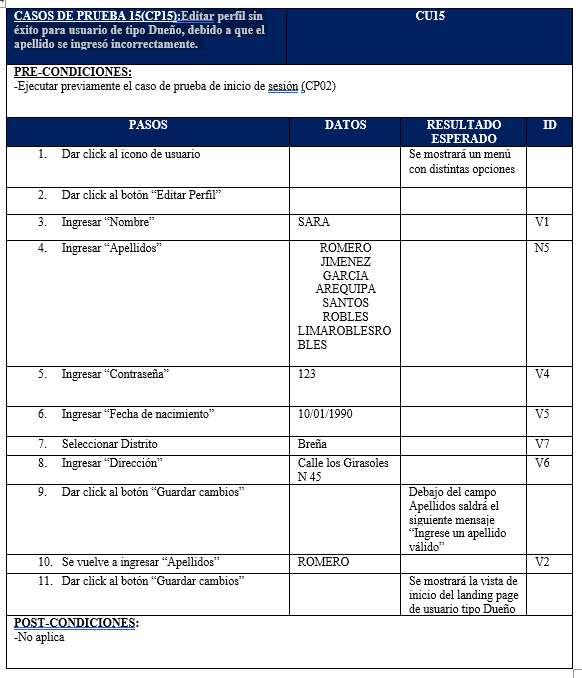 CASOS DE PRUEBA 15(CP15):Editar perfil sin
éxito para usuario de tipo Dueño, debido a que el
apellido se ingresó incorrectamente.
CU15
PRE-CONDICIONES:
-Ejecutar previamente el caso de prueba de inicio de sesión (CP02)
PASOS
DATOS
RESULTADO
ESPERADO
ID
1. Dar click al icono de usuario
Se mostrará un menú
con distintas opciones
2. Dar click al botón “Editar Perfil”
3. Ingresar “Nombre”
SARA
V1
4. Ingresar “Apellidos”
ROMERO
JIMENEZ
GARCIA
AREQUIPA
SANTOS
ROBLES
LIMAROBLESRO
BLES
N5
5. Ingresar “Contraseña”
123
V4
6. Ingresar “Fecha de nacimiento”
10/01/1990
V5
7. Seleccionar Distrito
Breña
V7
8. Ingresar “Dirección”
Calle los Girasoles
N 45
V6
9. Dar click al botón “Guardar cambios”
Debajo del campo
Apellidos saldrá el
siguiente mensaje
“Ingrese un apellido
válido”
10. Se vuelve a ingresar “Apellidos”
ROMERO
V2
11. Dar click al botón “Guardar cambios”
Se mostrará la vista de
inicio del landing page
de usuario tipo Dueño
POST-CONDICIONES:
-No aplica